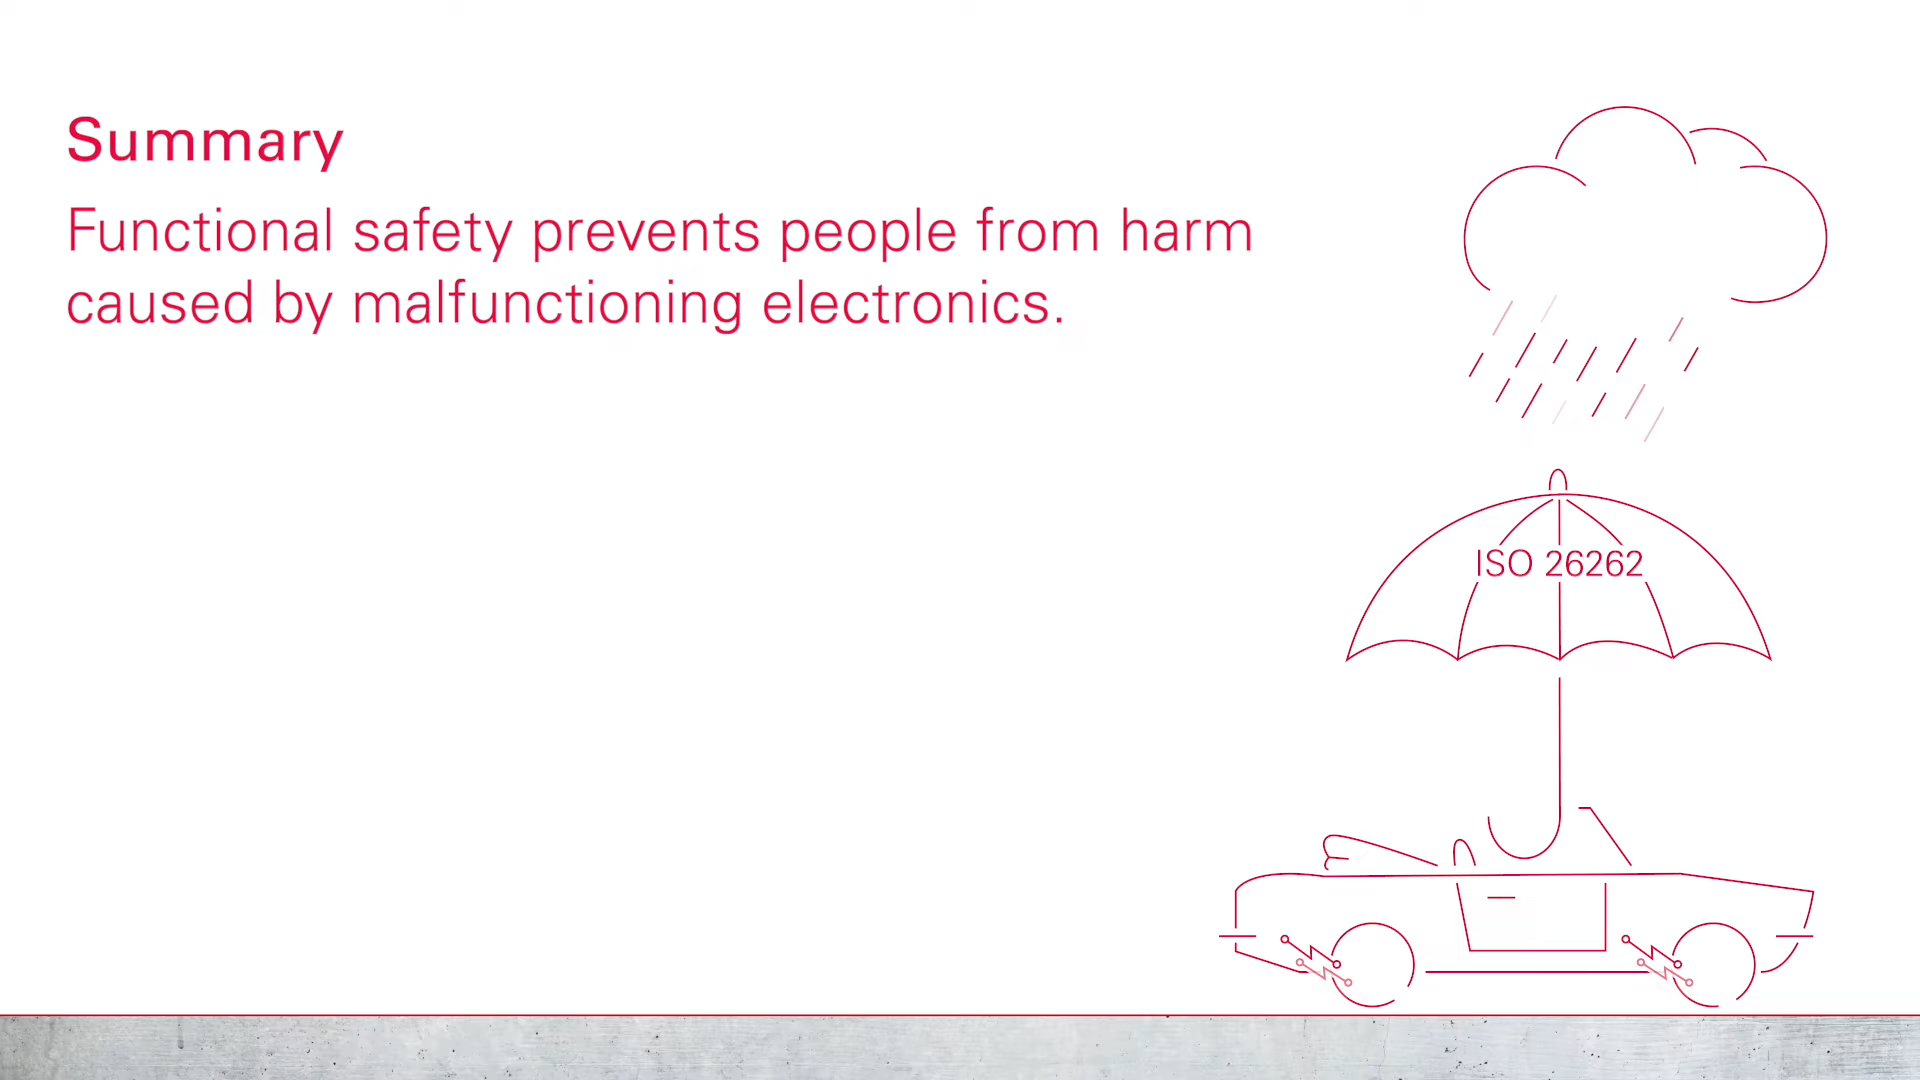 Summary
Functional safety prevents people from harm
caused by malfunctioning electronics.
ISO 26262